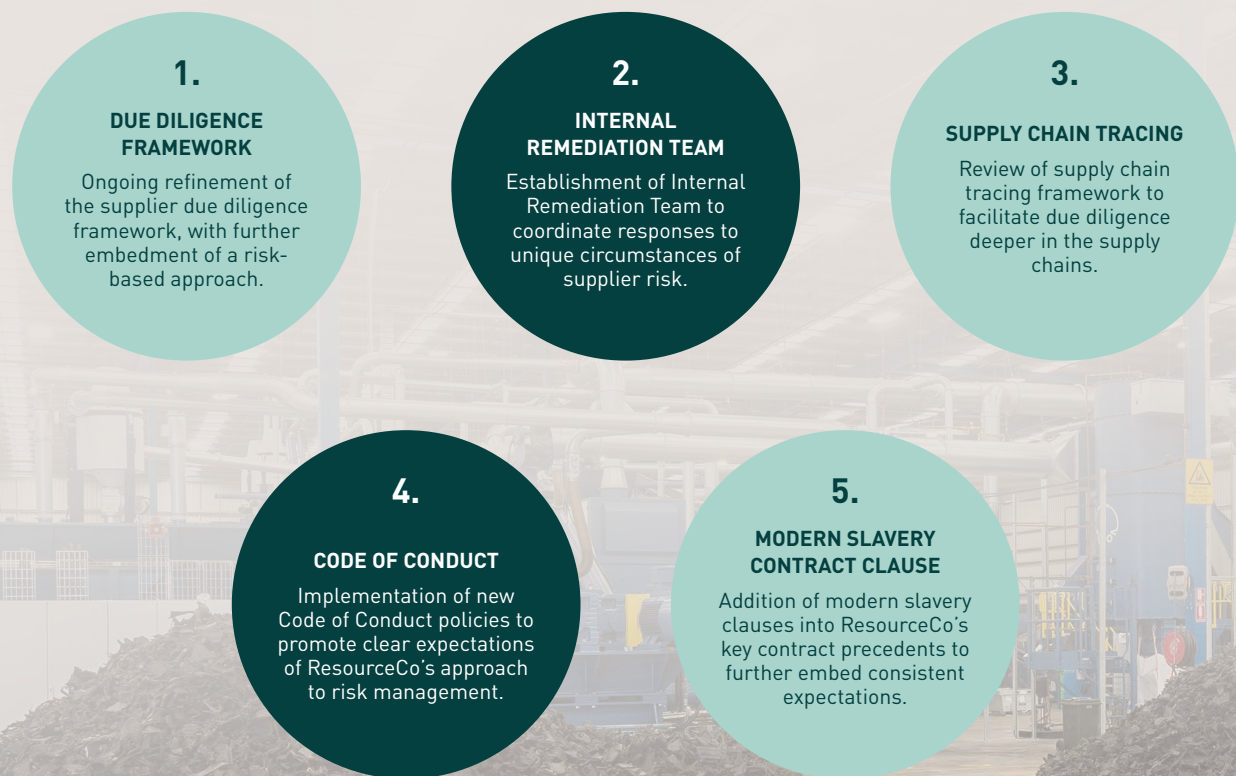 1.
DUE DILIGENCE
FRAMEWORK
Ongoing refinement of
the supplier due diligence
framework, with further
embedment of a risk-
based approach.
2.
INTERNAL
REMEDIATION TEAM
Establishment of Internal
Remediation Team to
coordinate responses to
unique circumstances of
supplier risk.
3.
SUPPLY CHAIN TRACING
Review of supply chain
tracing framework to
facilitate due diligence
deeper in the supply
chains.
4.
CODE OF CONDUCT
Implementation of new
Code of Conduct policies to
promote clear expectations
of ResourceCo’s approach
to risk management.
5.
MODERN SLAVERY
CONTRACT CLAUSE
Addition of modern slavery
clauses into ResourceCo’s
key contract precedents to
further embed consistent
expectations.